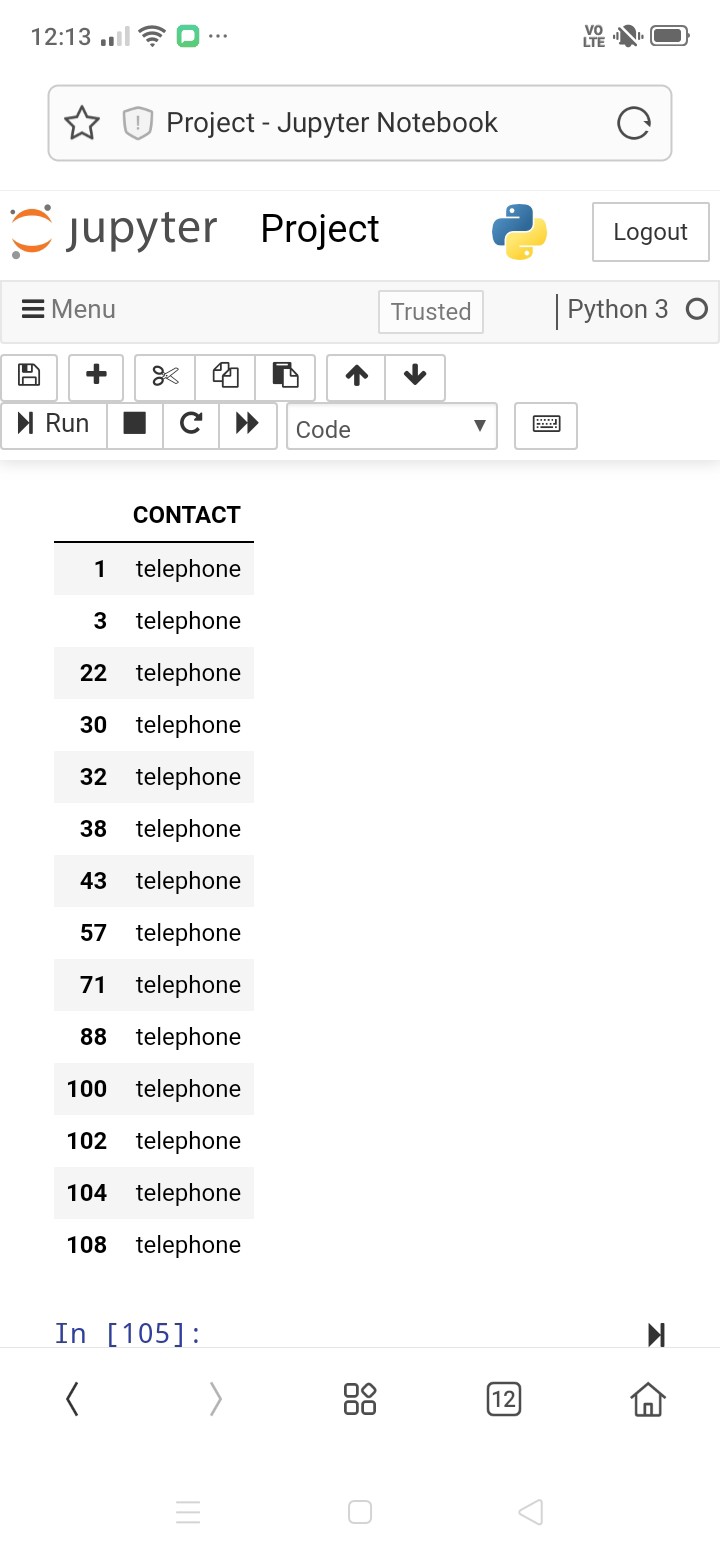 12:13 ... VO LTE
Project - Jupyter Notebook
jupyter Project Logout
Menu Trusted Python 3
Run Code
CONTACT
1 telephone
3 telephone
22 telephone
30 telephone
32 telephone
38 telephone
43 telephone
57 telephone
71 telephone
88 telephone
100 telephone
102 telephone
104 telephone
108 telephone
In [105]:
12